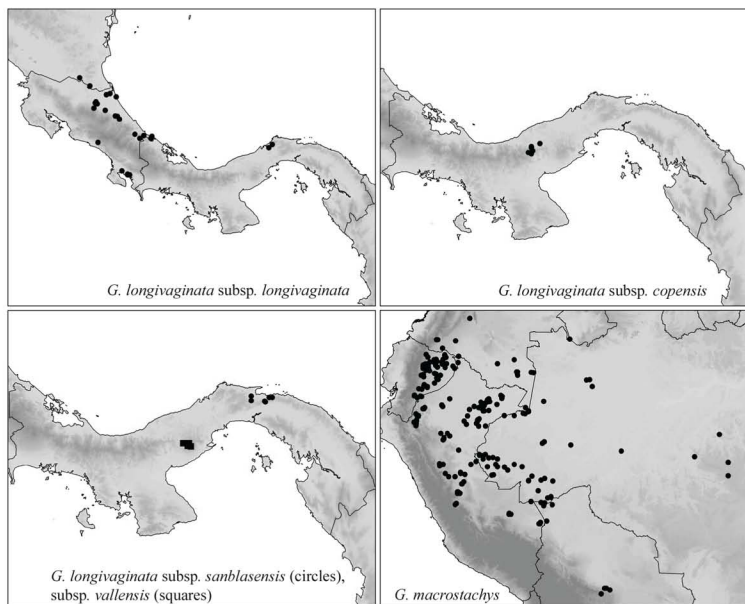 G. longivaginata subsp. longivaginata
G. longivaginata subsp. copensis
G. longivaginata subsp. sanblasensis (circles),
subsp. vallensis (squares)
G. macrostachys